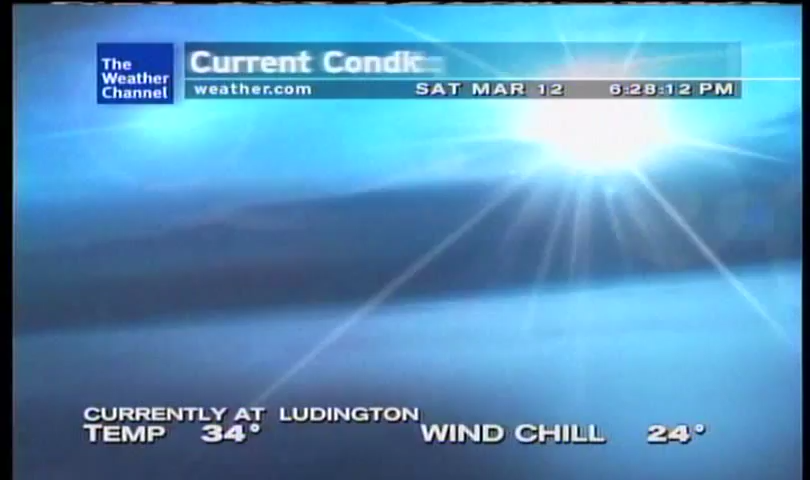 The
Weather
Channel
Current Cond
weather.com SAT MAR 12 6:28:12 PM
CURRENTLY AT LUDINGTON
TEMP 34° WIND CHILL 24°